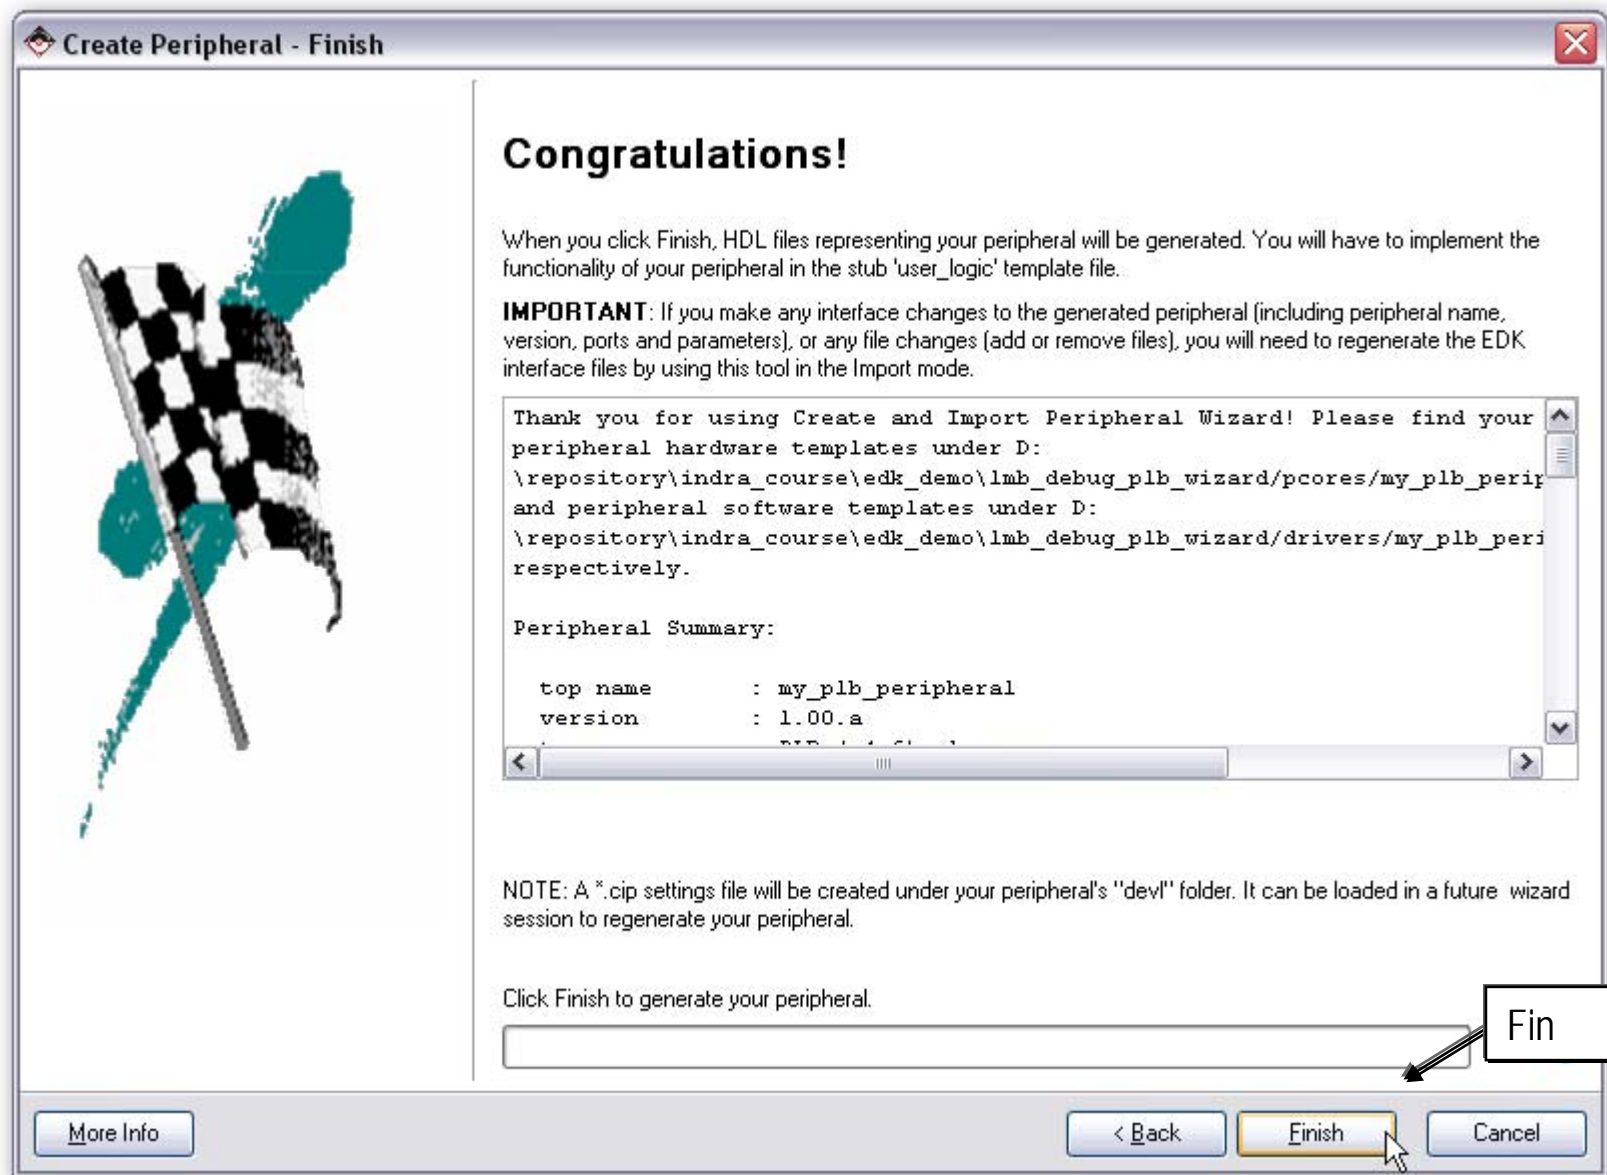 Create Peripheral - Finish
Congratulations!
When you click Finish, HDL files representing your peripheral will be generated. You will have to implement the
functionality of your peripheral in the stub 'user_logic' template file.
IMPORTANT: If you make any interface changes to the generated peripheral (including peripheral name,
version, ports and parameters), or any file changes (add or remove files), you will need to regenerate the EDK
interface files by using this tool in the Import mode.
Thank you for using Create and Import Peripheral Wizard! Please find your
peripheral hardware templates under D:
\repository\indra_course\edk_demo\lmb_debug_plb_wizard/pcores/my_plb_perip
and peripheral software templates under D:
\repository\indra_course\edk_demo\lmb_debug_plb_wizard/drivers/my_plb_peri
respectively.
Peripheral Summary:
top name : my_plb_peripheral
version : 1.00.a
NOTE: A *.cip settings file will be created under your peripheral's "devl" folder. It can be loaded in a future wizard
session to regenerate your peripheral.
Click Finish to generate your peripheral.
Fin
More Info
< Back
Finish
Cancel